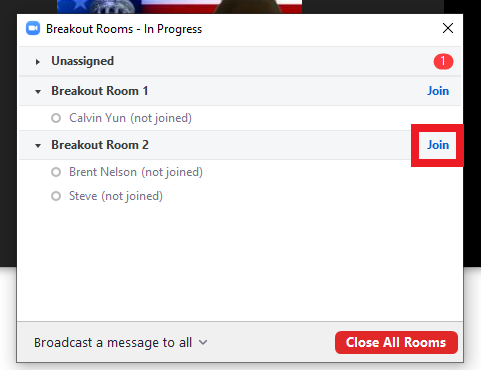 Breakout Rooms - In Progress
Unassigned 1
Breakout Room 1 Join
Calvin Yun (not joined)
Breakout Room 2 Join
Brent Nelson (not joined)
Steve (not joined)
Broadcast a message to all Close All Rooms